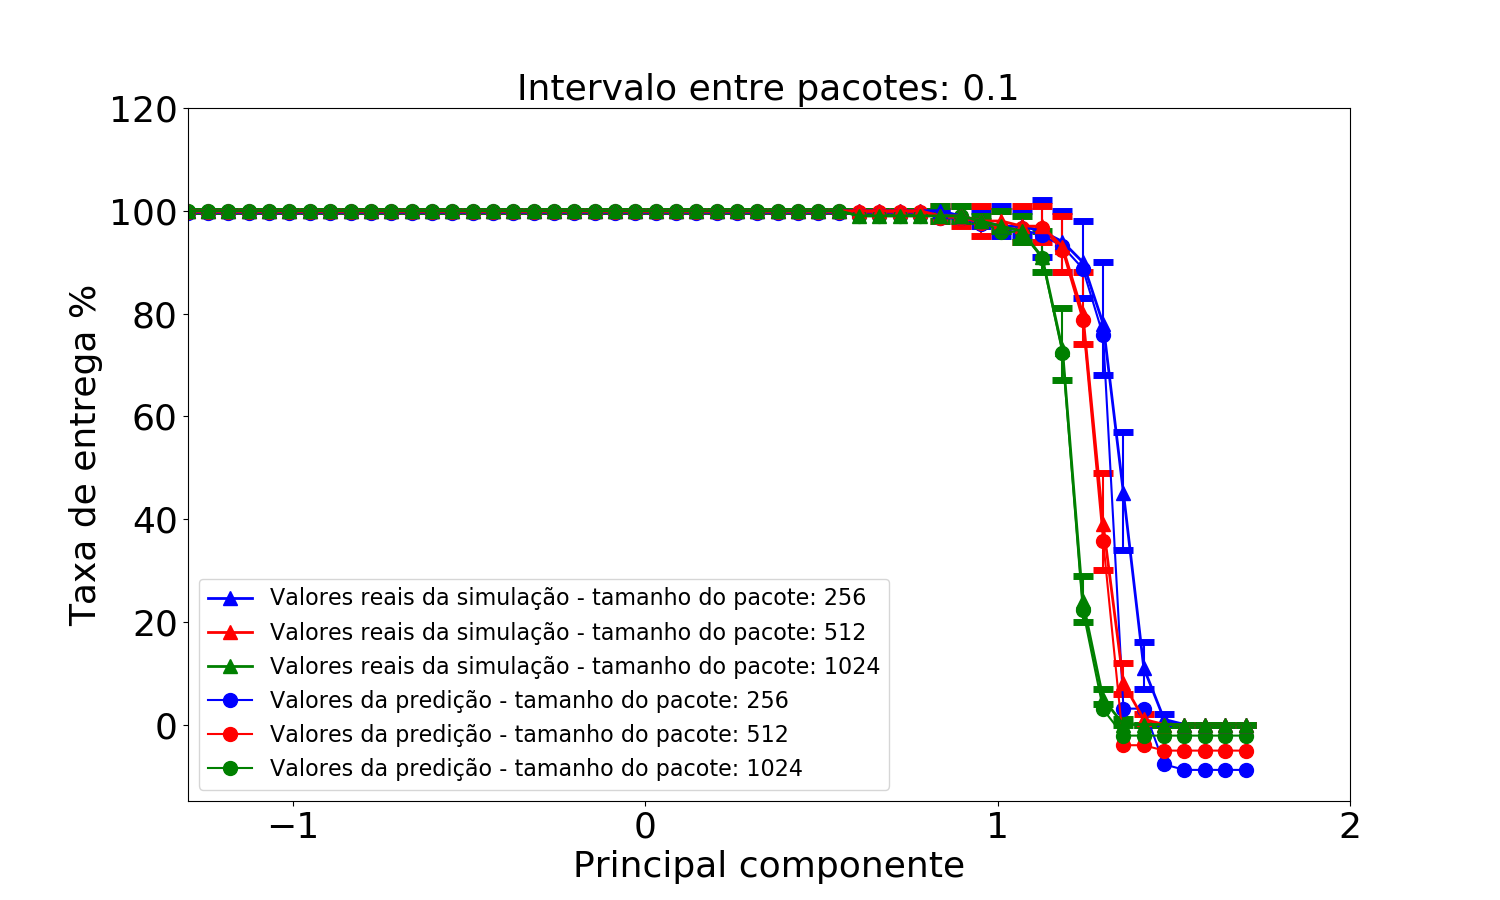 Intervalo entre pacotes: 0.1
120
100
80
60
40
20
0
Taxa de entrega %
Valores reais da simulação - tamanho do pacote: 256
Valores reais da simulação - tamanho do pacote: 512
Valores reais da simulação - tamanho do pacote: 1024
Valores da predição - tamanho do pacote: 256
Valores da predição - tamanho do pacote: 512
Valores da predição - tamanho do pacote: 1024
−1 0 1 2
Principal componente